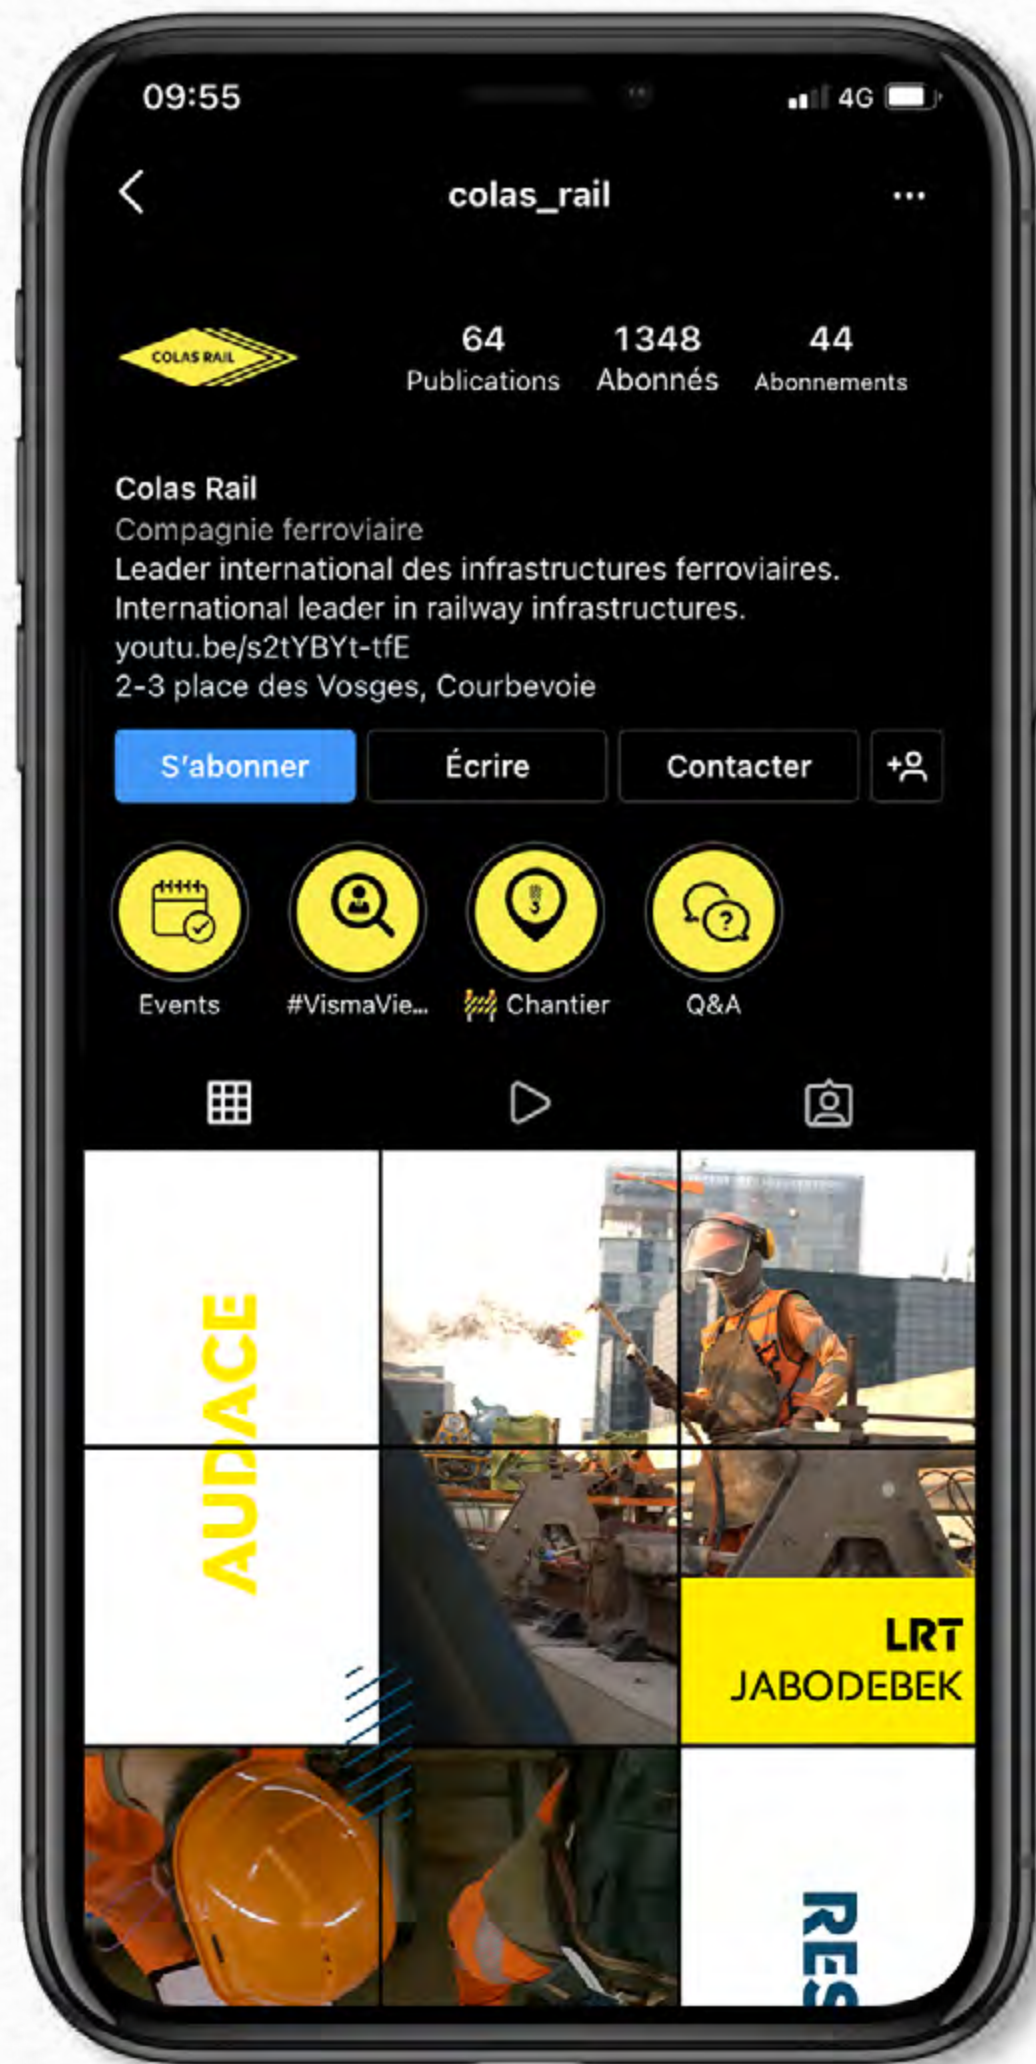 09:55
4G
colas_rail
COLAS RAIL
64 1348 44
Publications Abonnés Abonnements
Colas Rail
Compagnie ferroviaire
Leader international des infrastructures ferroviaires.
International leader in railway infrastructures.
youtu.be/s2tYBYt-tfE
2-3 place des Vosges, Courbevoie
S'abonner Écrire Contacter
Events #VismaVie... 🚧 Chantier Q&A
AUDACE
LRT
JABODEBEK
RES